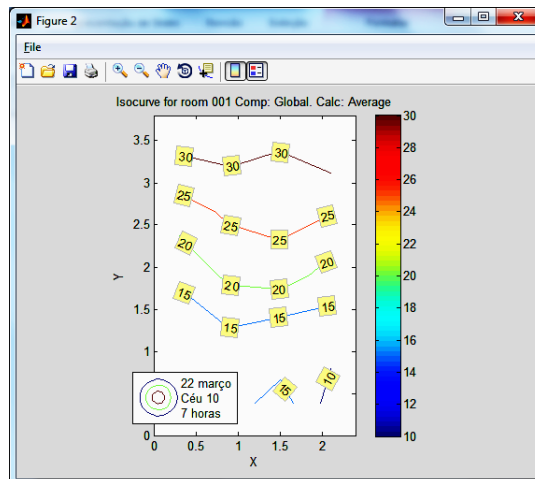 Figure 2
File
Isocurve for room 001 Comp: Global. Calc: Average
3.5
3
2.5
2
1.5
1
0
Y
0 0.5 1 1.5 2
X
30 30 30
25 25 25 25
20 20 20 20
15 15 15 15
15 10
22 março
Céu 10
7 horas
30
28
26
24
22
20
18
16
14
12
10